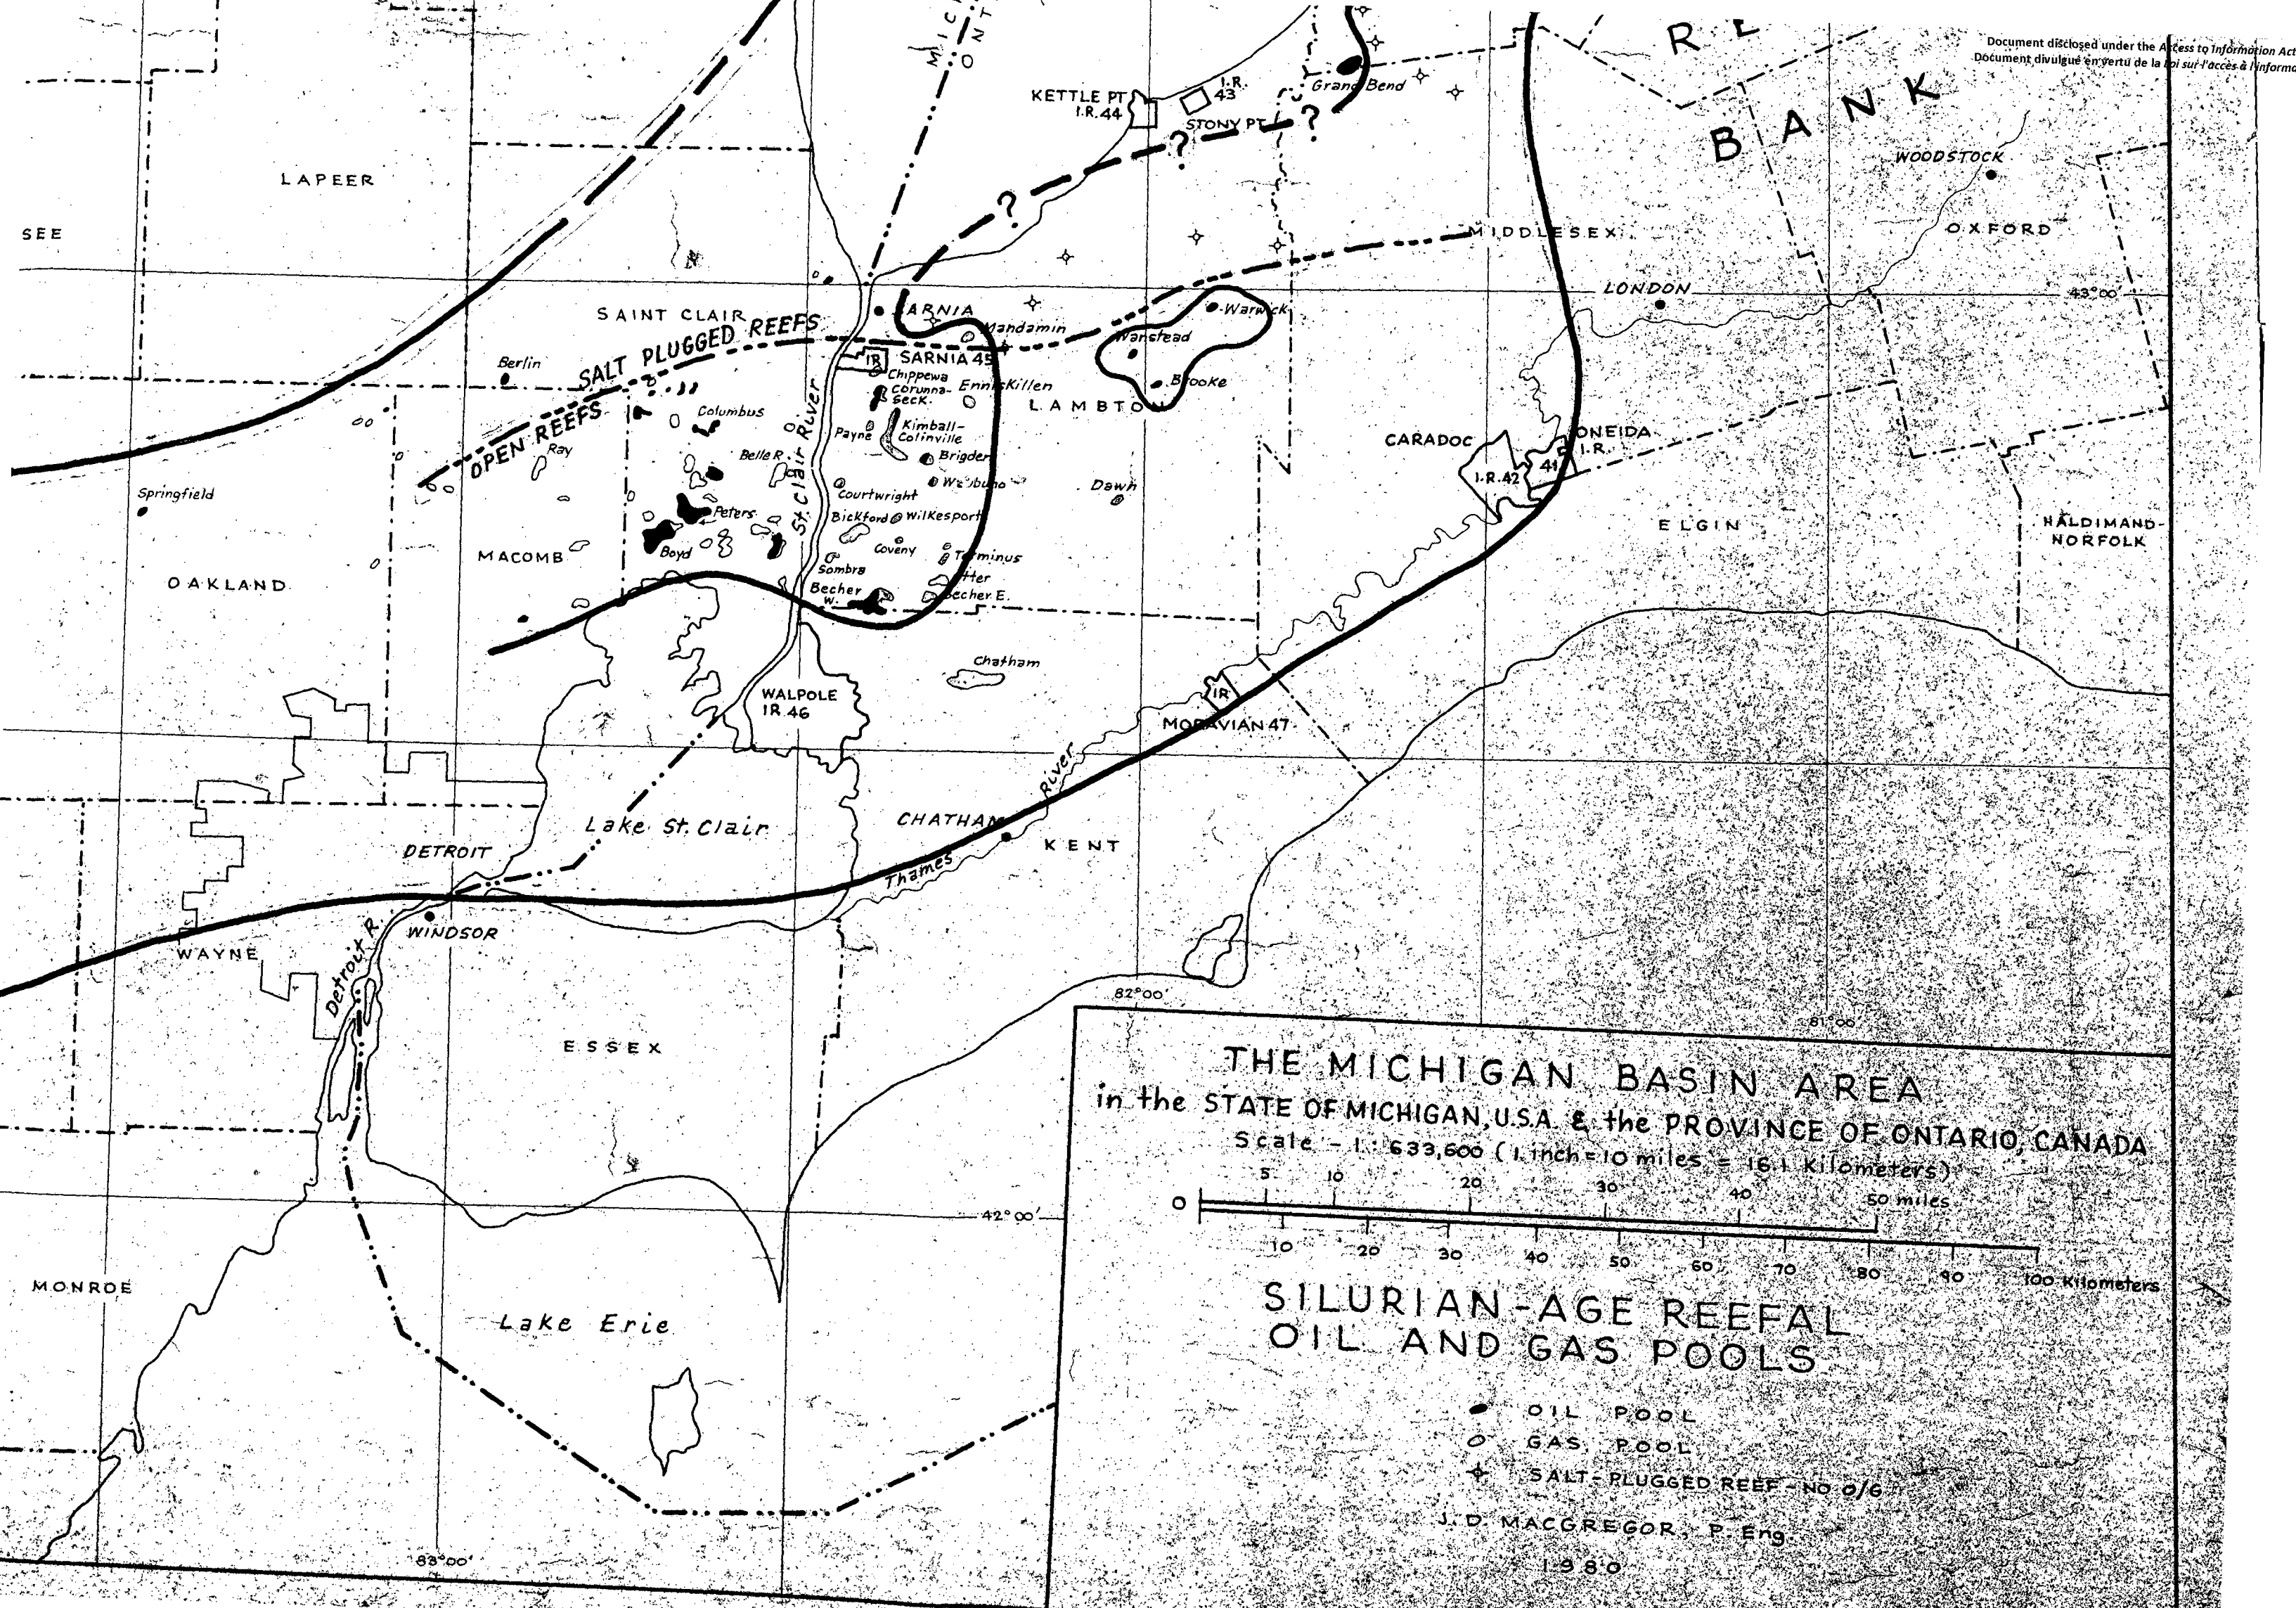 Document disclosed under the Access to Information Act
Document divulgué en vertu de la Loi sur l'accès à l'informa
BANK
KETTLE PT
I.R. 44
I.R.
43
STONY PT
Grand Bend
WOODSTOCK
OXFORD
LAPEER
SEE
?
?
?
MIDDLESEX
LONDON
43°00'
SAINT CLAIR
SARNIA
Warwick
Mandamin
Wanstead
SALT PLUGGED REEFS
OPEN REEFS
IR
SARNIA 45
Berlin
Chippewa
Corunna-
Seck.
Enniskillen
Brooke
LAMBTON
Columbus
Payne
Kimball-
Colinville
St. Clair River
CARADOC
ONEIDA
I.R.
41
I.R. 42
Ray
Belle R.
Brigden
Springfield
Courtwright
Dawn
Peters
Bickford
Wilkesport
ELGIN
HALDIMAND-
NORFOLK
MACOMB
Boyd
Coveny
Terminus
OAKLAND
Sombra
Becher
W.
Becher E.
Chatham
WALPOLE
IR. 46
IR
MORAVIAN 47
River
Lake St. Clair
CHATHAM
KENT
DETROIT
Thames
WINDSOR
WAYNE
Detroit R.
82°00'
81°00'
ESSEX
THE MICHIGAN BASIN AREA
in the STATE OF MICHIGAN, U.S.A. & the PROVINCE OF ONTARIO, CANADA
Scale - 1:633,600 (1 inch = 10 miles = 16.1 Kilometers)
0 5 10 20 30 40 50 miles
10 20 30 40 50 60 70 80 90 100 Kilometers
42°00'
MONROE
Lake Erie
SILURIAN-AGE REEFAL
OIL AND GAS POOLS
OIL POOL
GAS POOL
SALT-PLUGGED REEF - NO O/G
J. D. MACGREGOR, P. Eng.
1980
83°00'